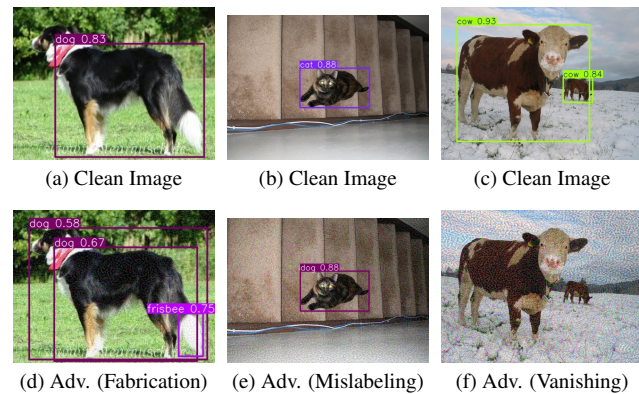 dog 0.83
cat 0.88
cow 0.93
cow 0.84
(a) Clean Image
(b) Clean Image
(c) Clean Image
dog 0.58
dog 0.67
frisbee 0.75
dog 0.88
(d) Adv. (Fabrication)
(e) Adv. (Mislabeling)
(f) Adv. (Vanishing)